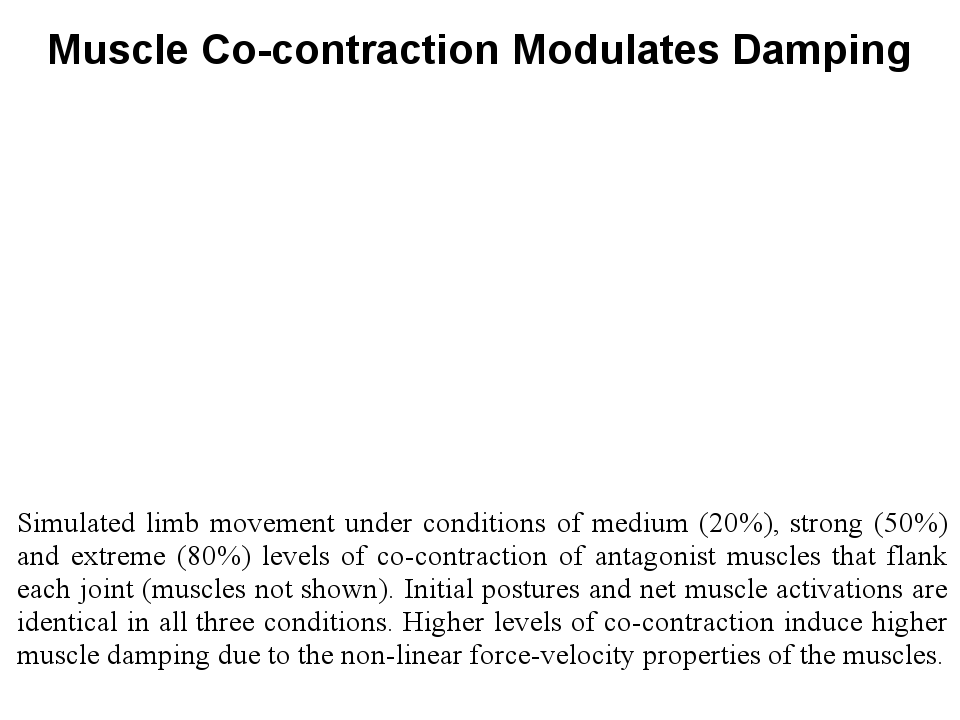 Muscle Co-contraction Modulates Damping
Simulated limb movement under conditions of medium (20%), strong (50%)
and extreme (80%) levels of co-contraction of antagonist muscles that flank
each joint (muscles not shown). Initial postures and net muscle activations are
identical in all three conditions. Higher levels of co-contraction induce higher
muscle damping due to the non-linear force-velocity properties of the muscles.